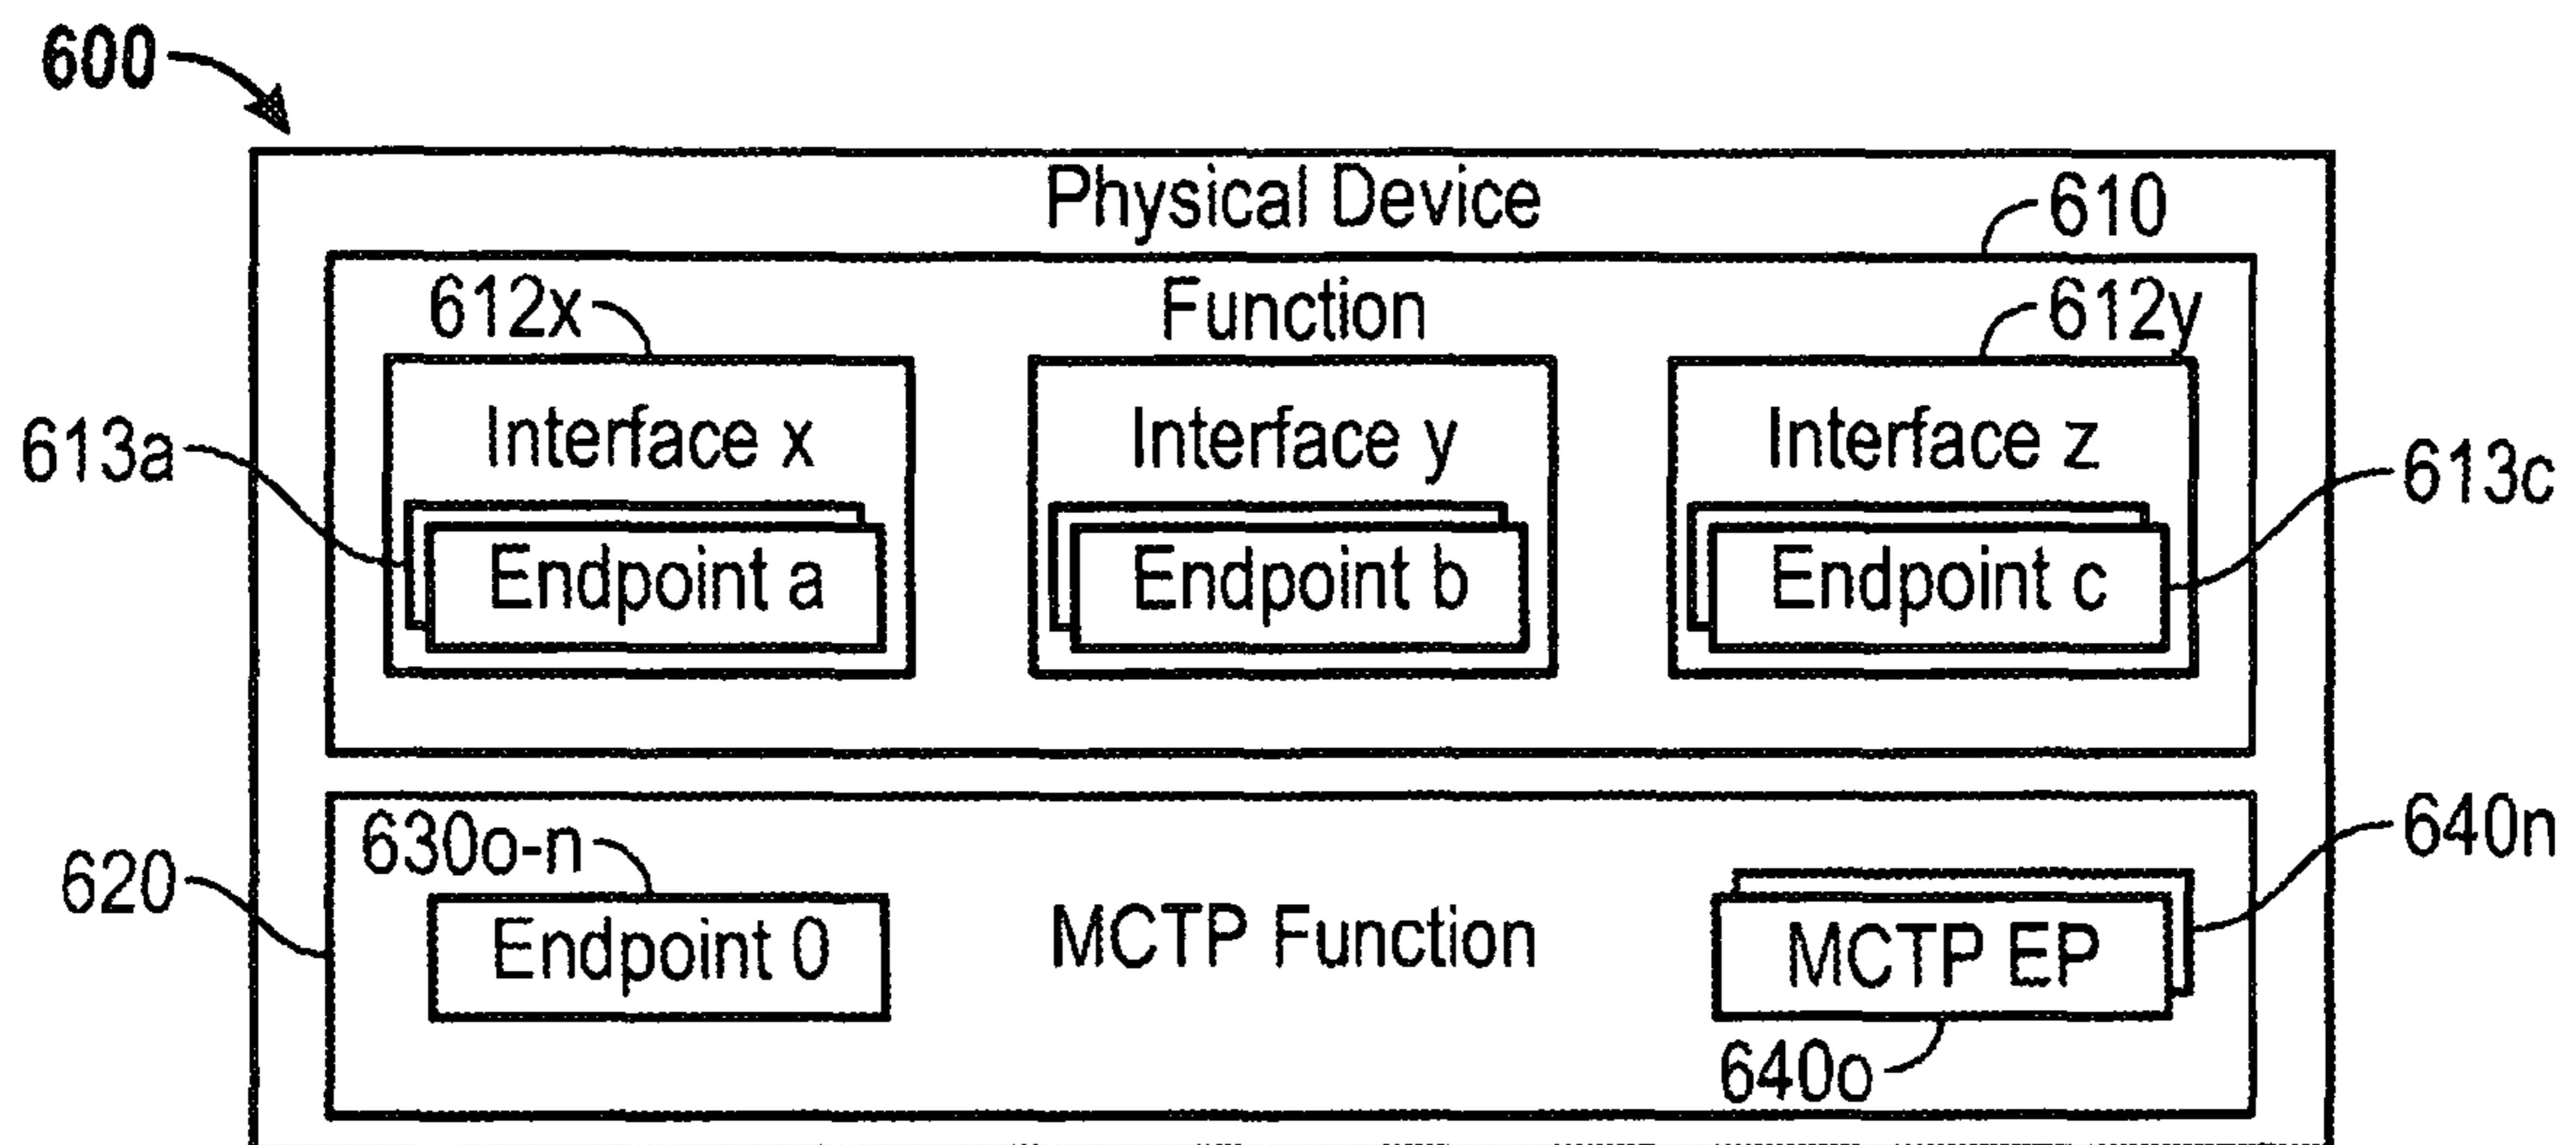 600
Physical Device
610
612x
Function
612y
Interface x
Interface y
Interface z
613a
613c
Endpoint a
Endpoint b
Endpoint c
620
630o-n
640n
Endpoint 0
MCTP Function
MCTP EP
640o